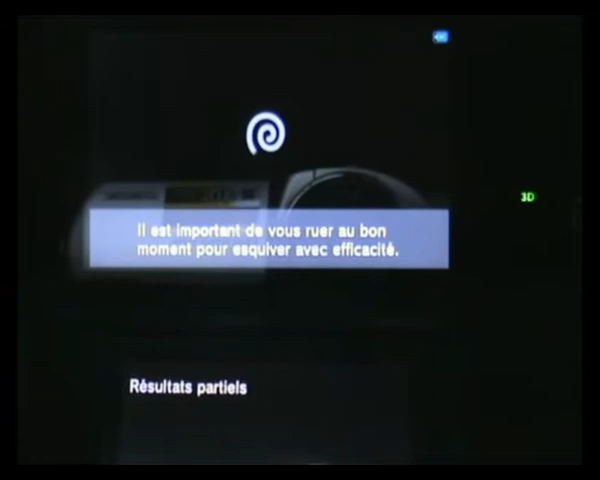 3D
Il est important de vous ruer au bon
moment pour esquiver avec efficacité.
Résultats partiels